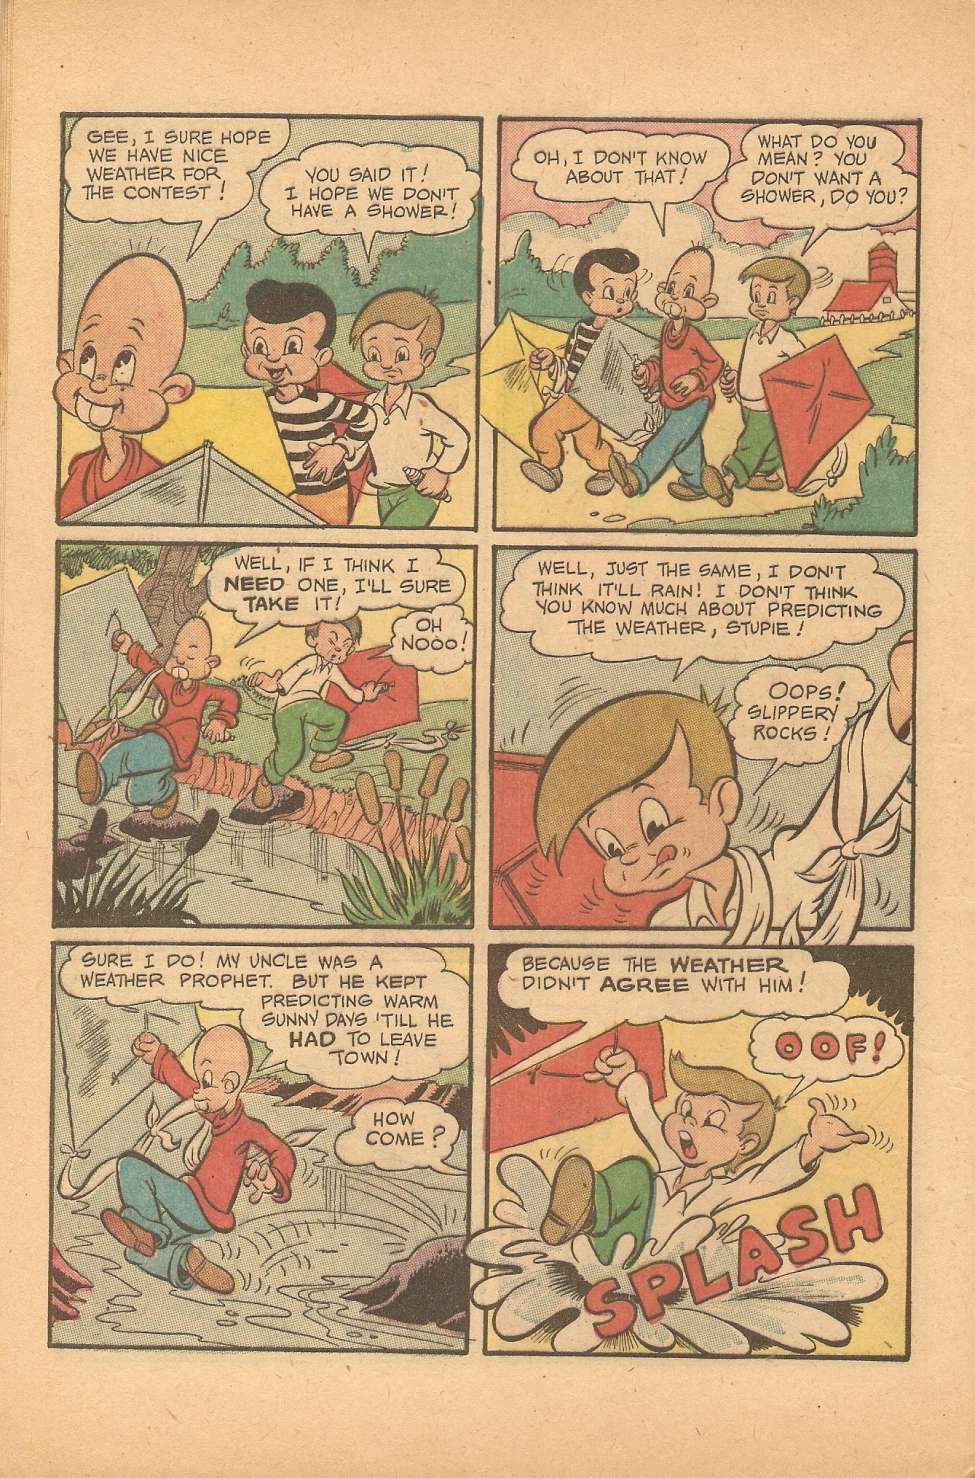 GEE, I SURE HOPE
WE HAVE NICE
WEATHER FOR
THE CONTEST!
YOU SAID IT!
I HOPE WE DON'T
HAVE A SHOWER!
OH, I DON'T KNOW
ABOUT THAT!
WHAT DO YOU
MEAN? YOU
DON'T WANT A
SHOWER, DO YOU?
WELL, IF I THINK I
NEED ONE, I'LL SURE
TAKE IT!
OH
NOOO!
WELL, JUST THE SAME, I DON'T
THINK IT'LL RAIN! I DON'T THINK
YOU KNOW MUCH ABOUT PREDICTING
THE WEATHER, STUPIE!
OOPS!
SLIPPERY
ROCKS!
SURE I DO! MY UNCLE WAS A
WEATHER PROPHET. BUT HE KEPT
PREDICTING WARM
SUNNY DAYS 'TILL HE
HAD TO LEAVE
TOWN!
HOW
COME?
BECAUSE THE WEATHER
DIDN'T AGREE WITH HIM!
OOF!
SPLASH